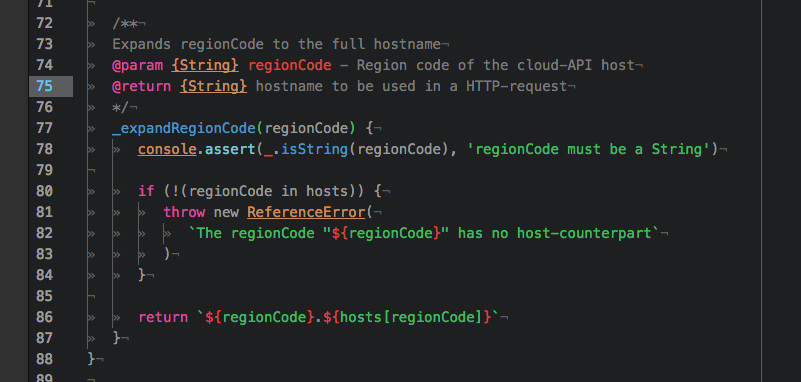 71 ¬
72 » /**¬
73 » Expands regionCode to the full hostname¬
74 » @param {String} regionCode – Region code of the cloud-API host¬
75 » @return {String} hostname to be used in a HTTP-request¬
76 » */¬
77 » _expandRegionCode(regionCode) {¬
78 » » console.assert(_.isString(regionCode), 'regionCode must be a String')¬
79 ¬
80 » » if (!(regionCode in hosts)) {¬
81 » » » throw new ReferenceError(¬
82 » » » » `The regionCode "${regionCode}" has no host-counterpart`¬
83 » » » )¬
84 » » }¬
85 ¬
86 » » return `${regionCode}.${hosts[regionCode]}`¬
87 » }¬
88 }¬
89 ¬